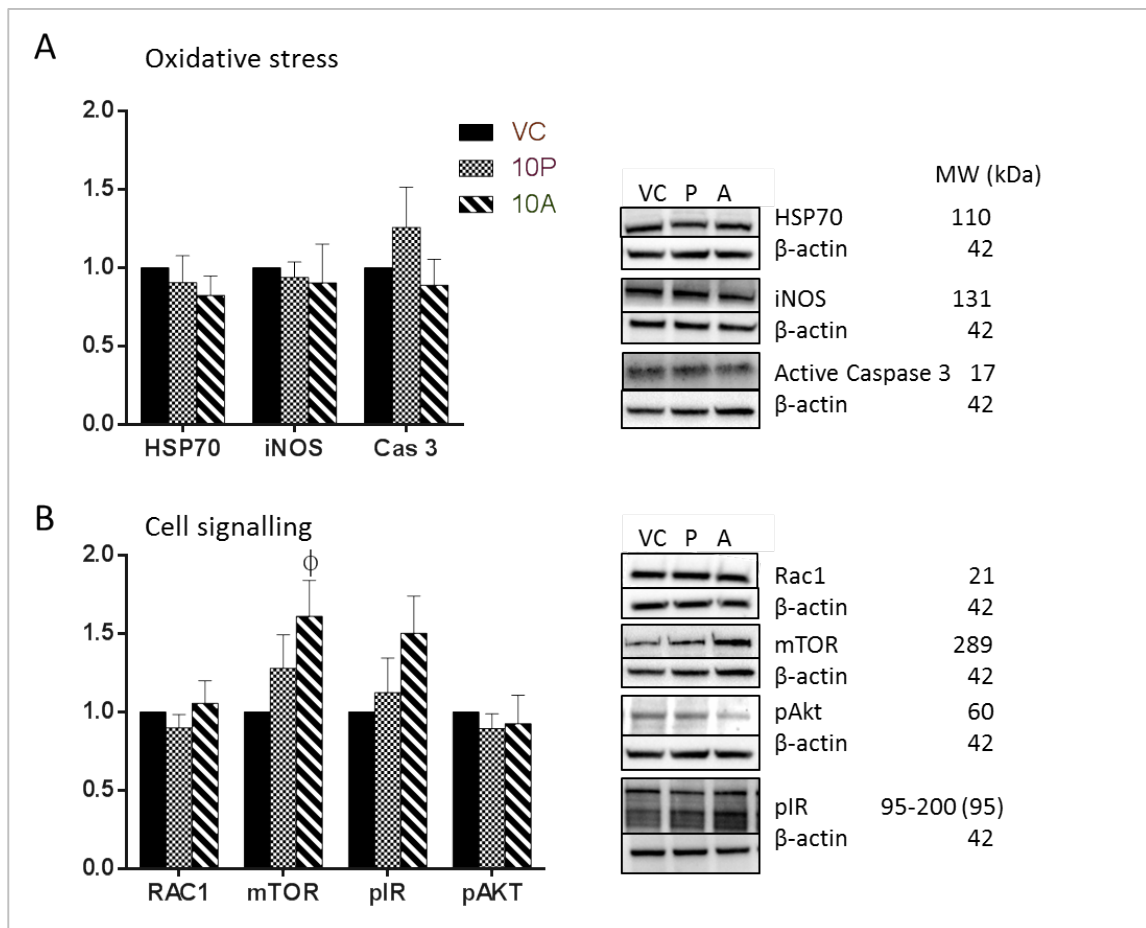 A
Oxidative stress
2.0
1.5
1.0
0.5
0.0
HSP70 iNOS Cas 3
VC
10P
10A
MW (kDa)
VC P A
HSP70 110
β-actin 42
iNOS 131
β-actin 42
Active Caspase 3 17
β-actin 42
B
Cell signalling
ϕ
2.0
1.5
1.0
0.5
0.0
RAC1 mTOR pIR pAKT
VC P A
Rac1 21
β-actin 42
mTOR 289
β-actin 42
pAkt 60
β-actin 42
pIR 95-200 (95)
β-actin 42